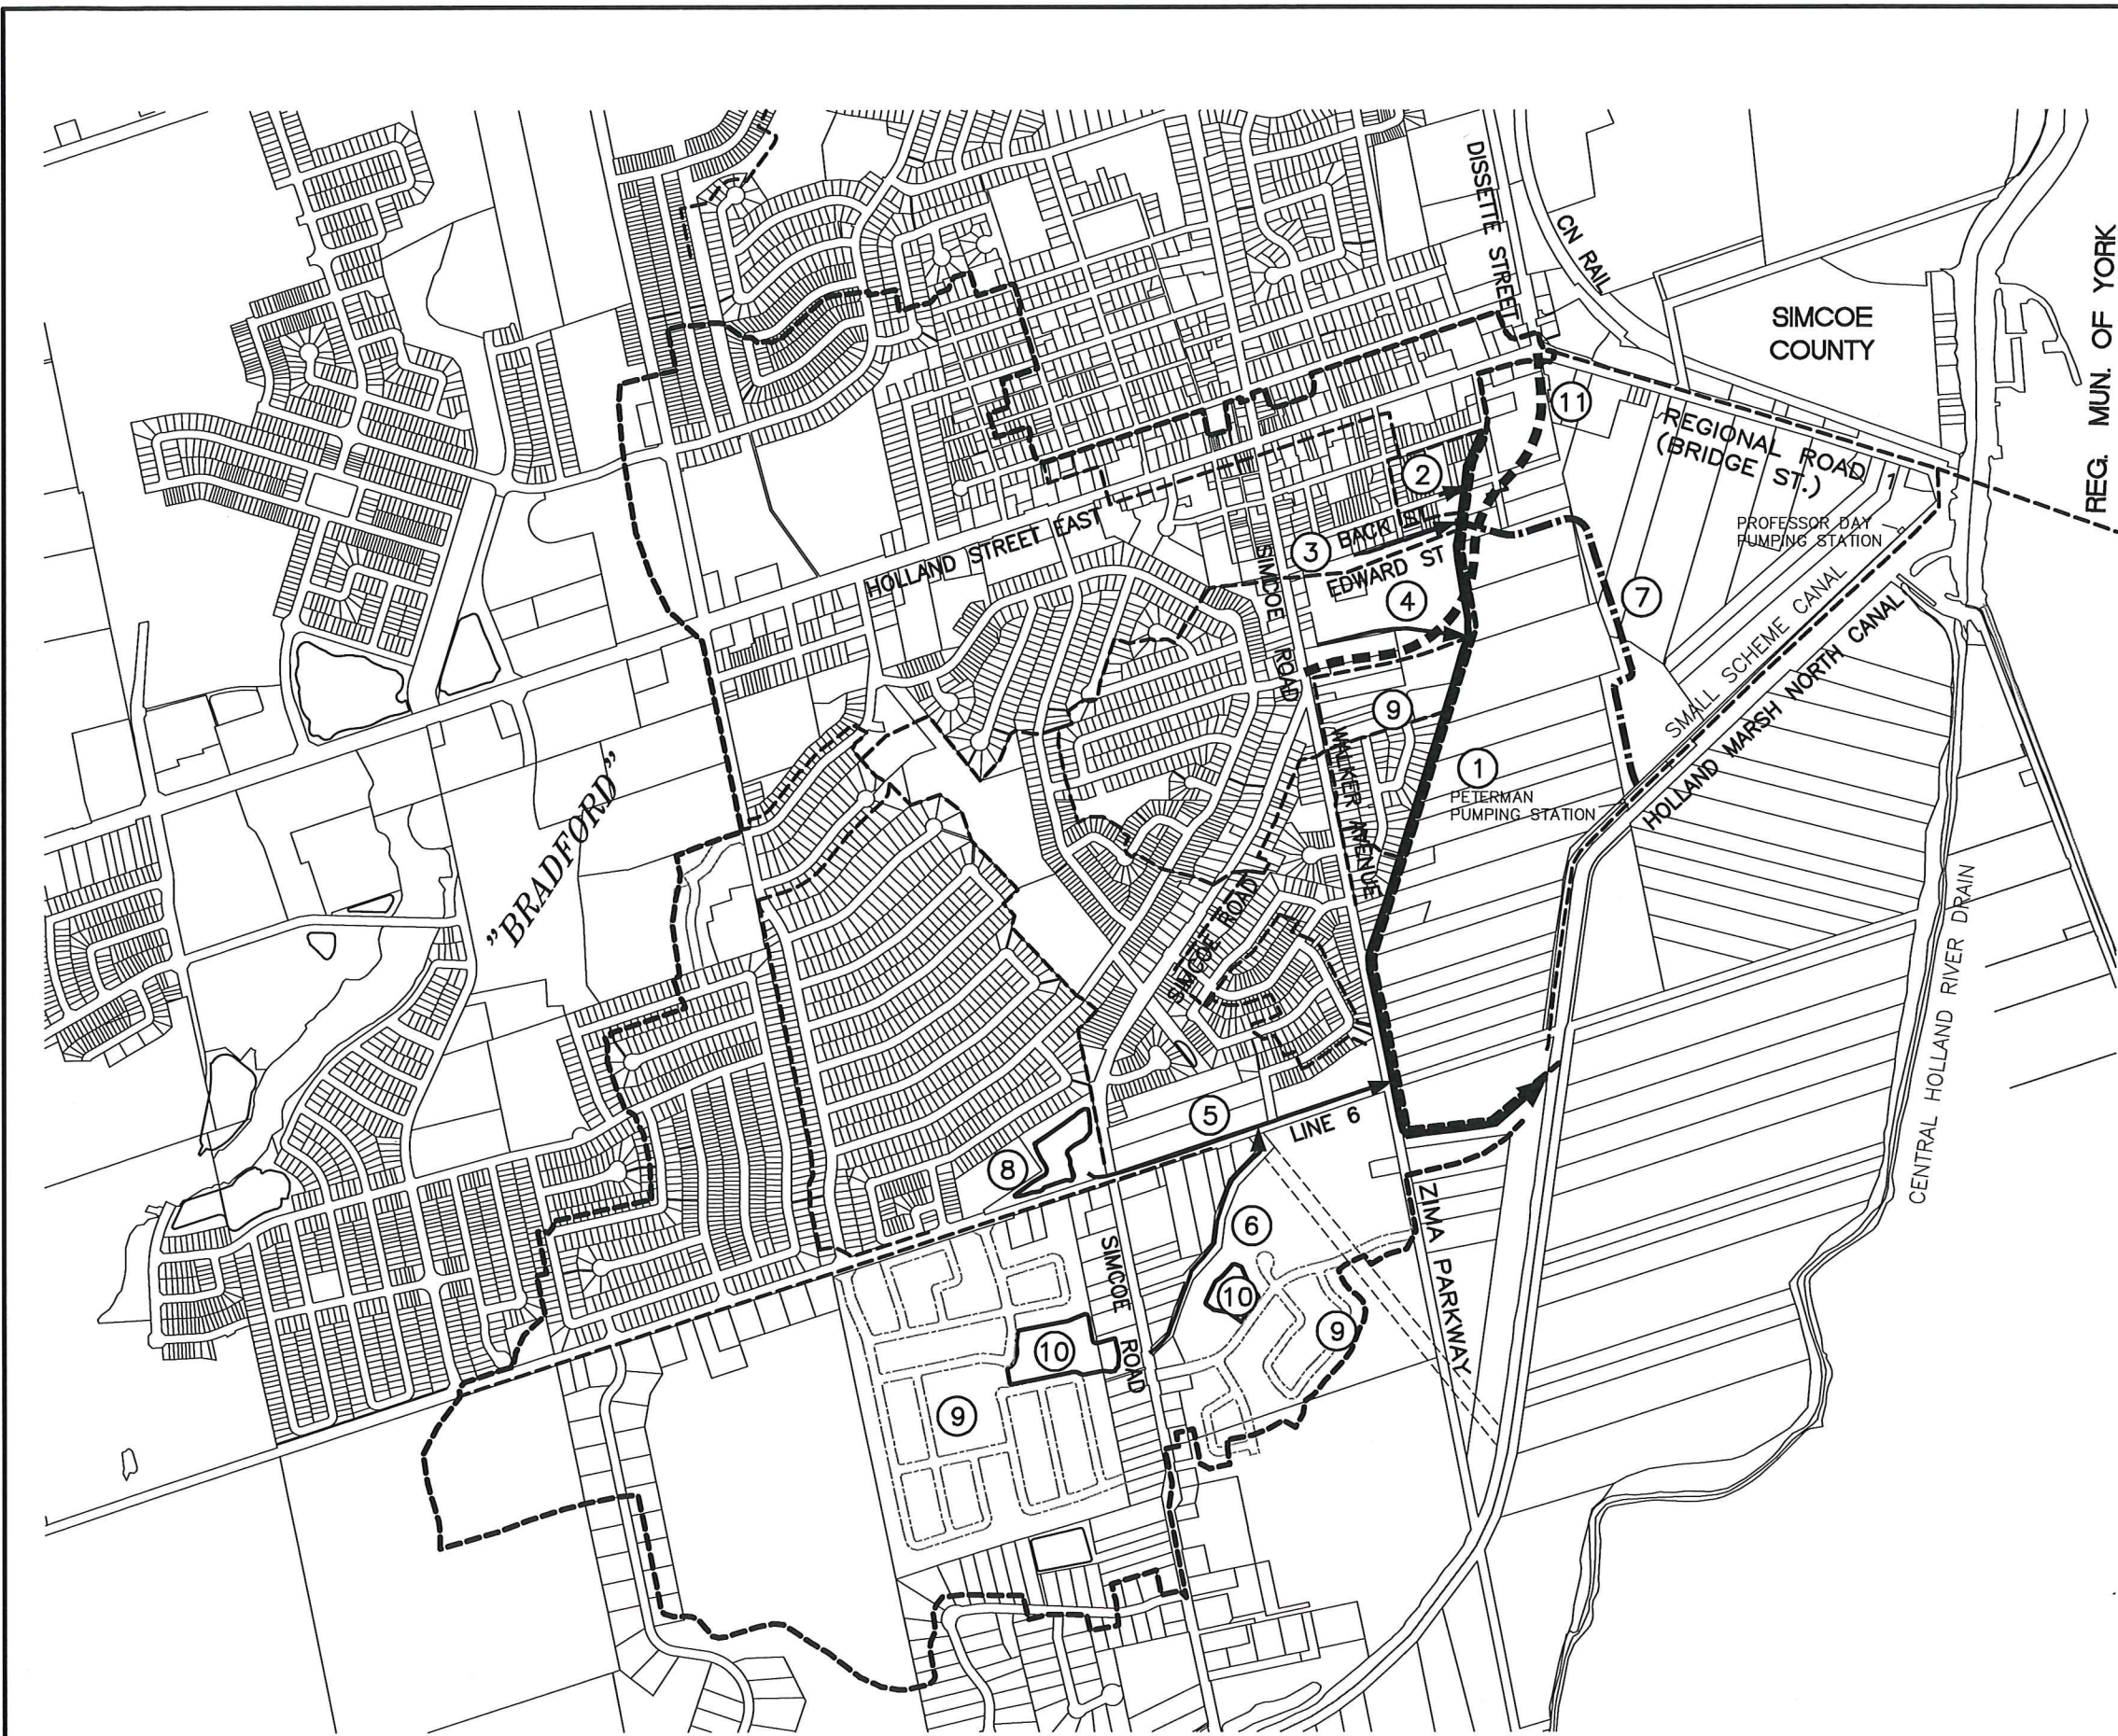 DISSETTE STREET
CN RAIL
SIMCOE
COUNTY
REG. MUN. OF YORK
11
REGIONAL ROAD 1
(BRIDGE ST.)
2
PROFESSOR DAY
PUMPING STATION
HOLLAND STREET EAST
3
BACK ST.
EDWARD ST
SIMCOE ROAD
4
7
SMALL SCHEME CANAL
HOLLAND MARSH NORTH CANAL
9
WALKER AVENUE
1
PETERMAN
PUMPING STATION
"BRADFORD"
SIMCOE ROAD
CENTRAL HOLLAND RIVER DRAIN
5
LINE 6
8
6
ZIMA PARKWAY
SIMCOE ROAD
10
9
10
9